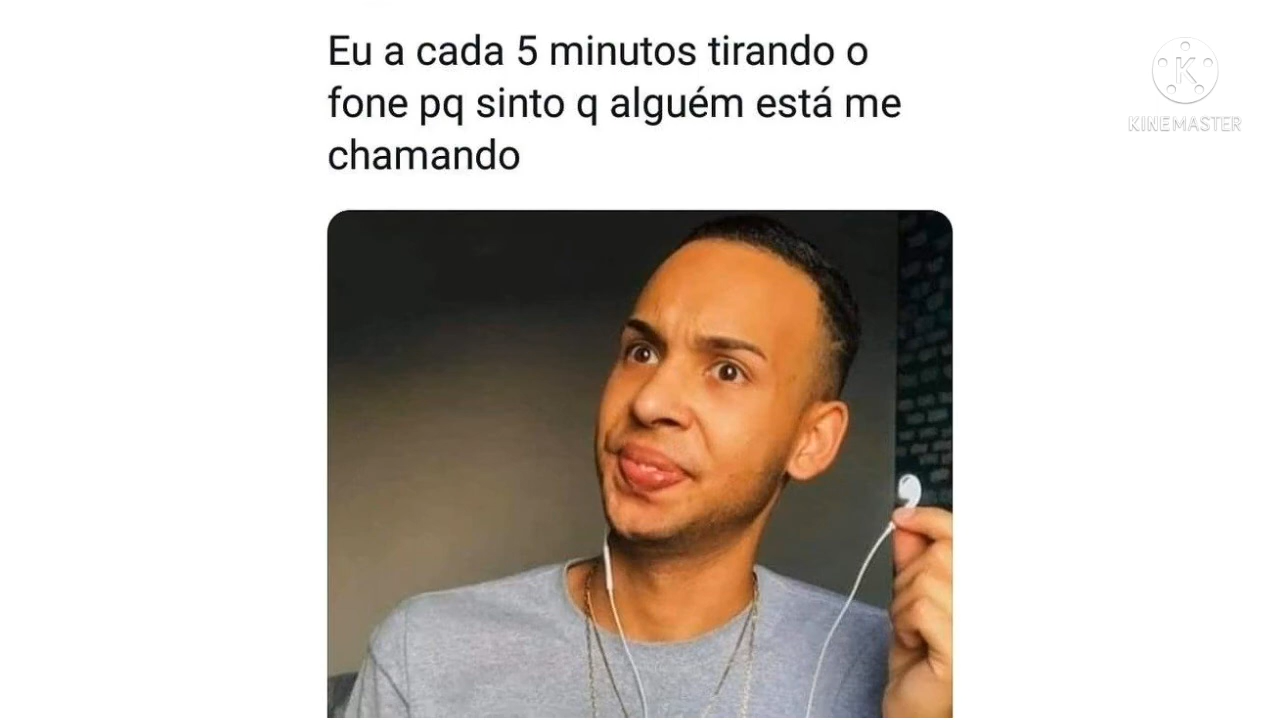 Eu a cada 5 minutos tirando o
fone pq sinto q alguém está me
chamando
K
KINEMASTER